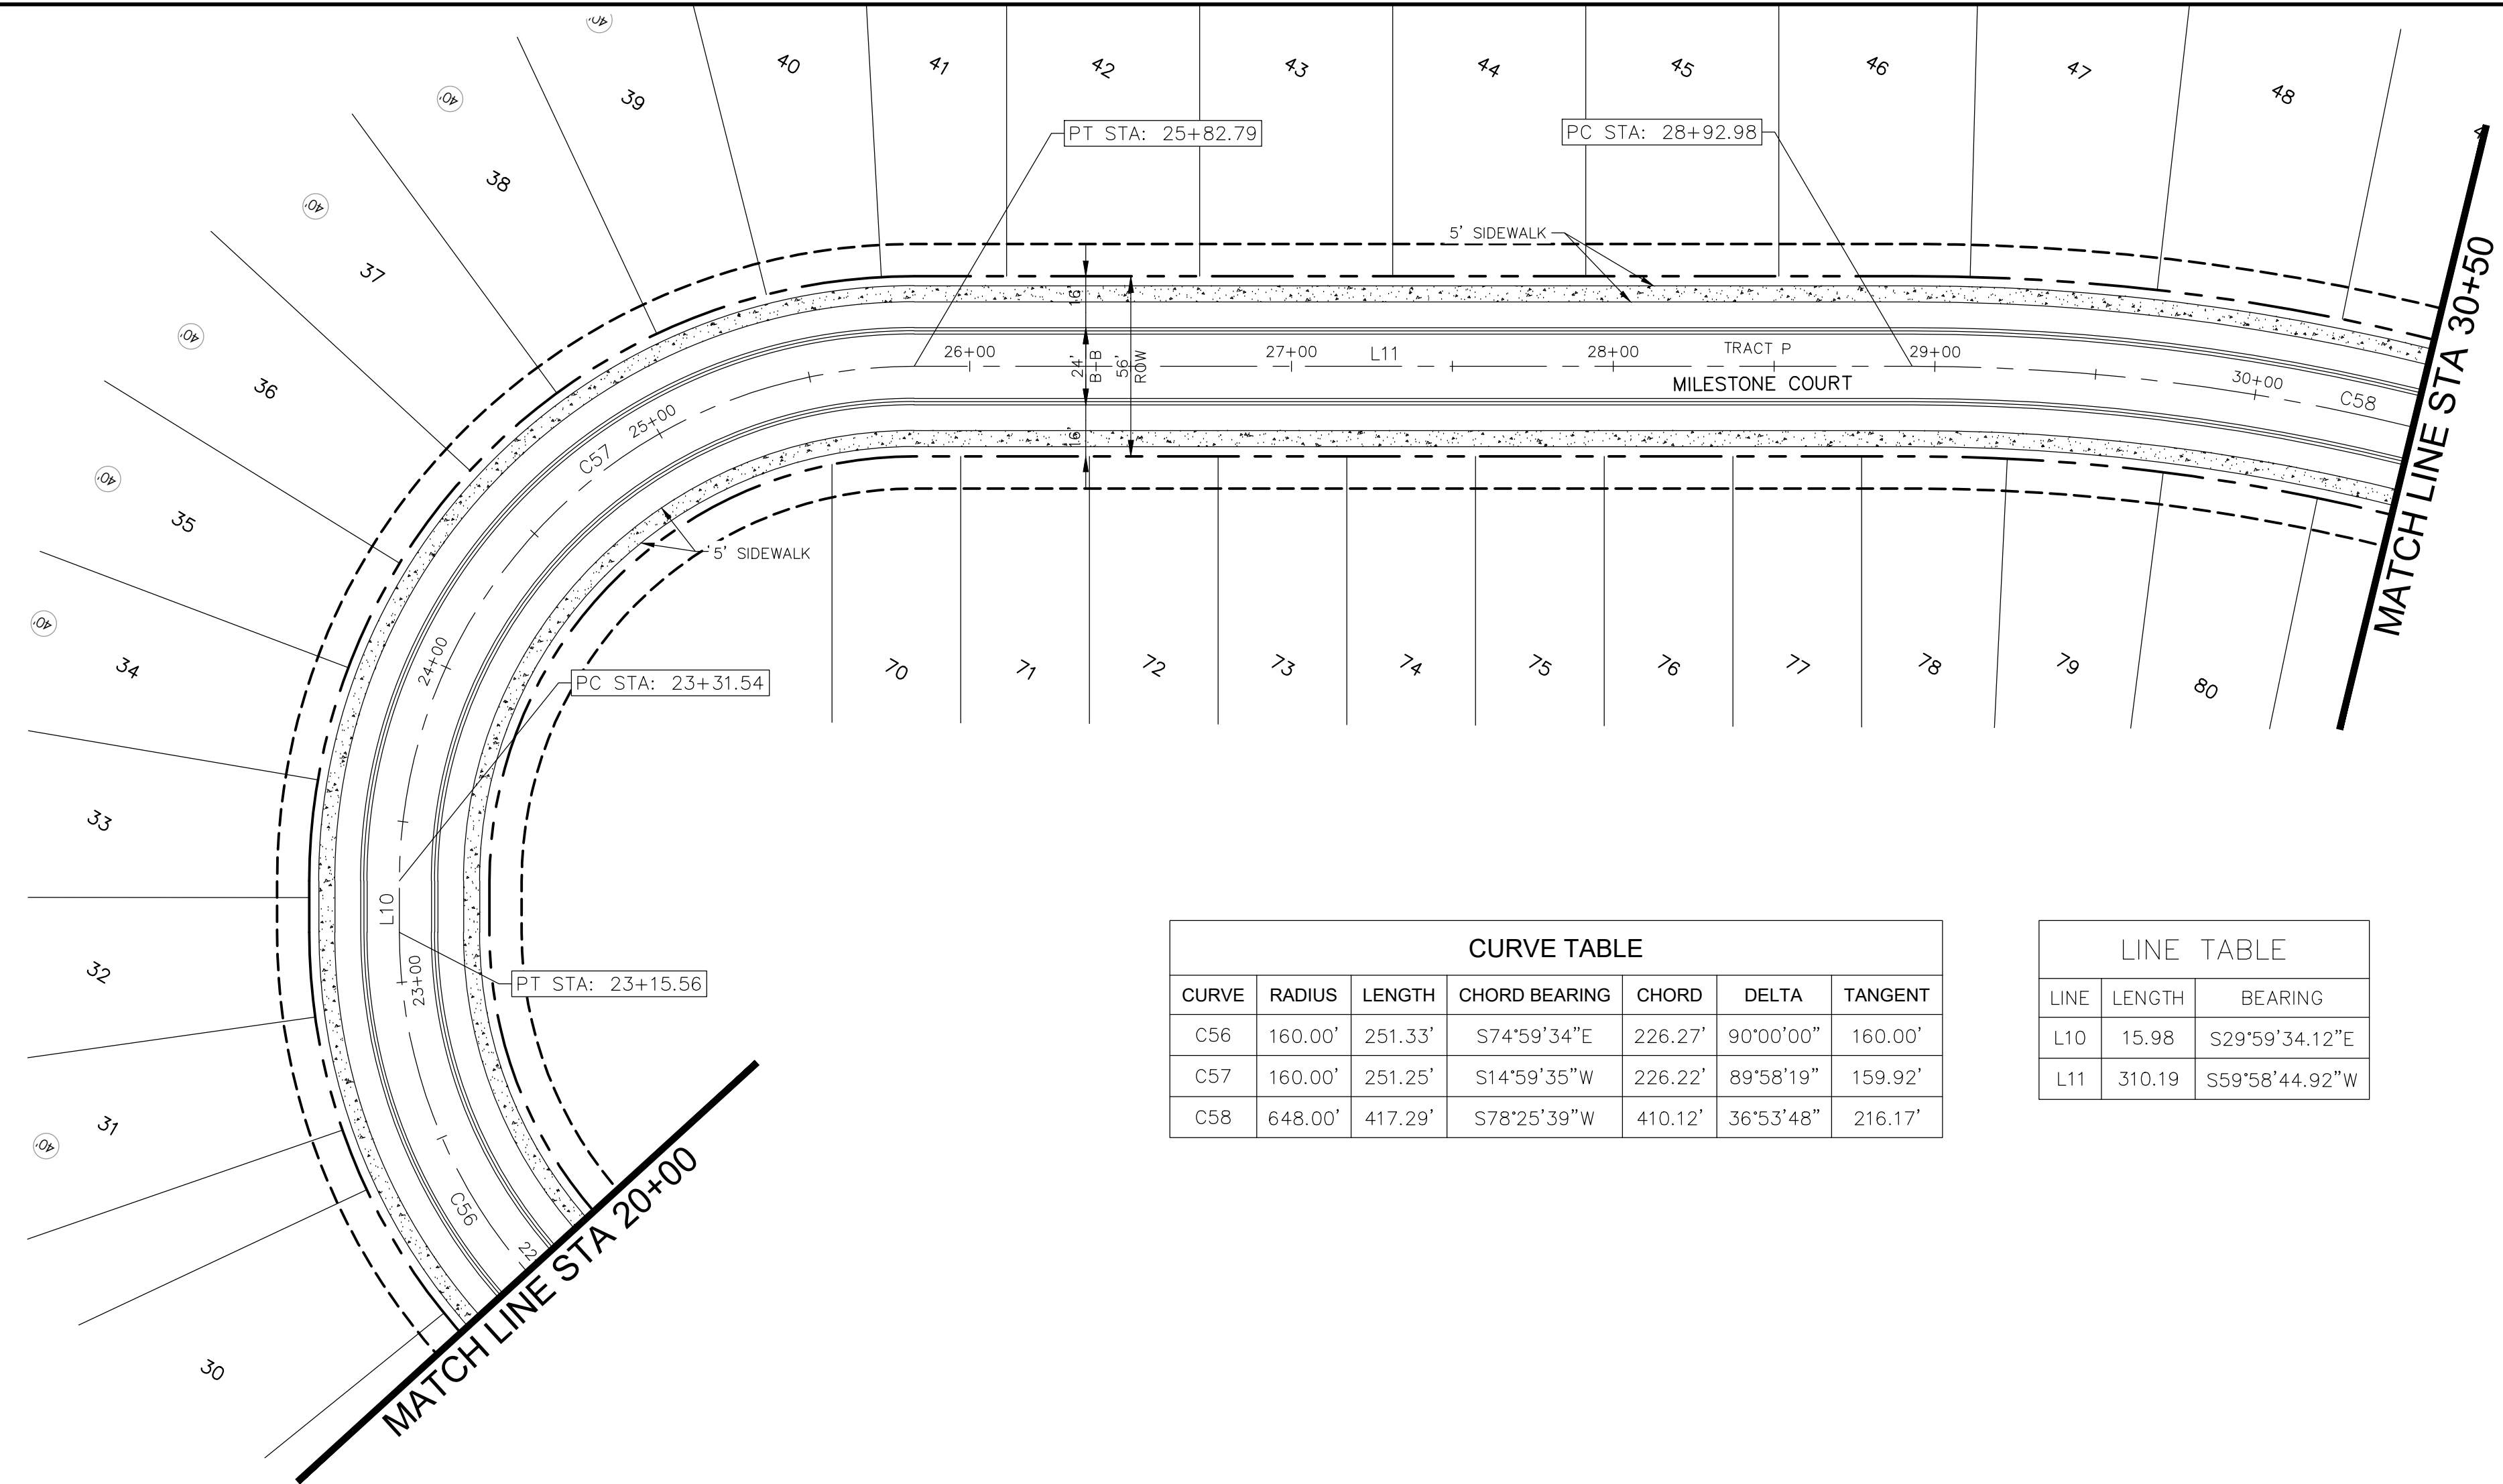 40'
40 41 42 43 44 45 46 47 48
40'
39
38
40'
37
40'
36
40'
35
40'
34
40'
33
32
31
40'
30
PT STA: 25+82.79
PC STA: 28+92.98
5' SIDEWALK
16'
24'
B-B
56'
ROW
16'
26+00 27+00 L11 28+00 TRACT P 29+00 30+00 C58
MILESTONE COURT
MATCH LINE STA 30+50
25+00
C57
5' SIDEWALK
24+00
PC STA: 23+31.54
70 71 72 73 74 75 76 77 78 79 80
L10
23+00
PT STA: 23+15.56
C56
22
MATCH LINE STA 20+00
CURVE TABLE
CURVE RADIUS LENGTH CHORD BEARING CHORD DELTA TANGENT
C56 160.00' 251.33' S74°59'34"E 226.27' 90°00'00" 160.00'
C57 160.00' 251.25' S14°59'35"W 226.22' 89°58'19" 159.92'
C58 648.00' 417.29' S78°25'39"W 410.12' 36°53'48" 216.17'
LINE TABLE
LINE LENGTH BEARING
L10 15.98 S29°59'34.12"E
L11 310.19 S59°58'44.92"W